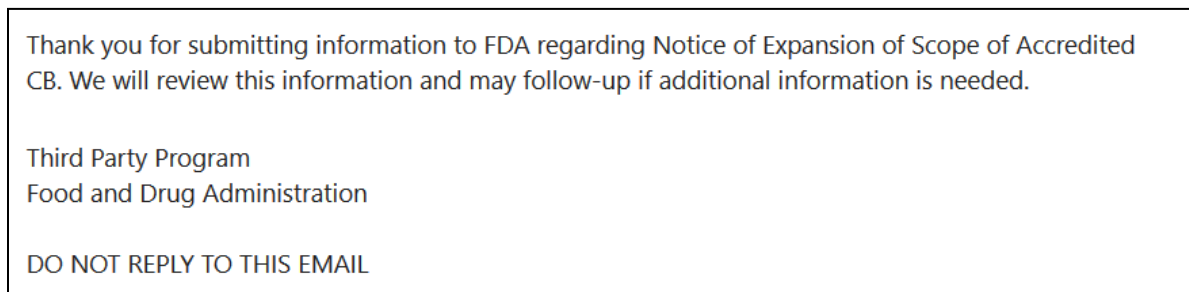 Thank you for submitting information to FDA regarding Notice of Expansion of Scope of Accredited
CB. We will review this information and may follow-up if additional information is needed.
Third Party Program
Food and Drug Administration
DO NOT REPLY TO THIS EMAIL